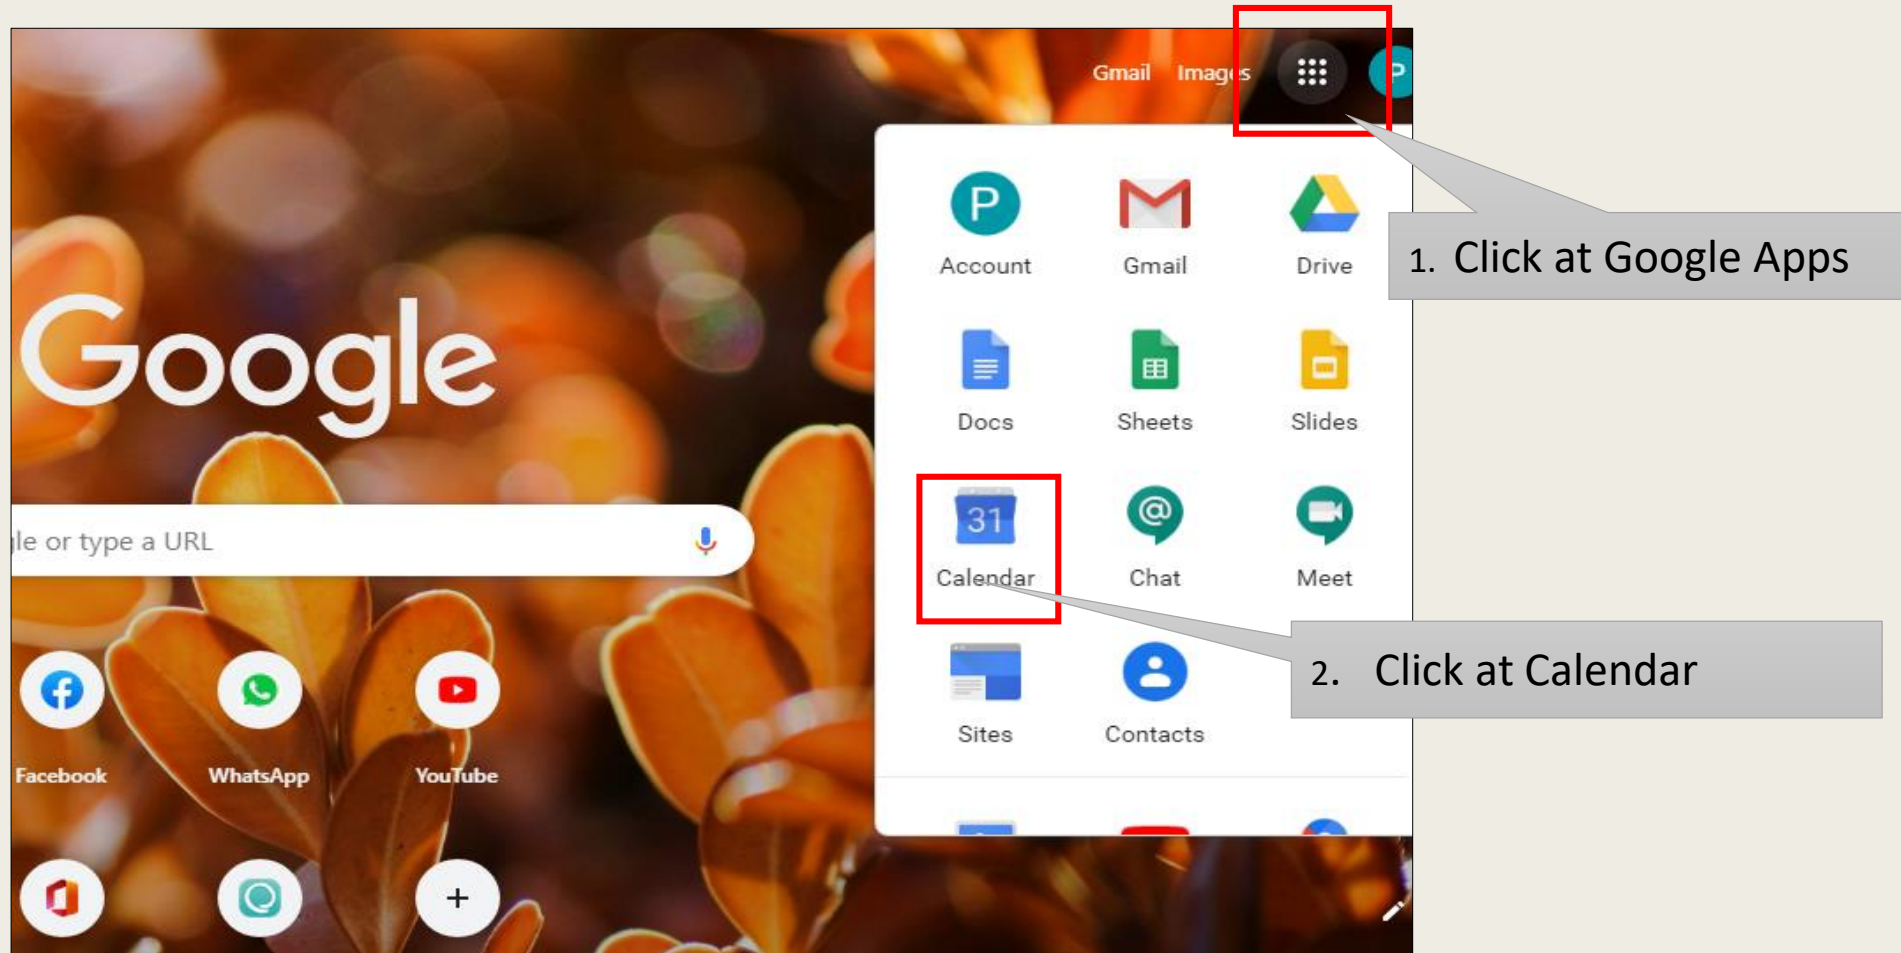 Gmail Images
P
P
Account Gmail Drive
1. Click at Google Apps
Google
Docs Sheets Slides
31
gle or type a URL
Calendar Chat Meet
2. Click at Calendar
Sites Contacts
Facebook WhatsApp YouTube